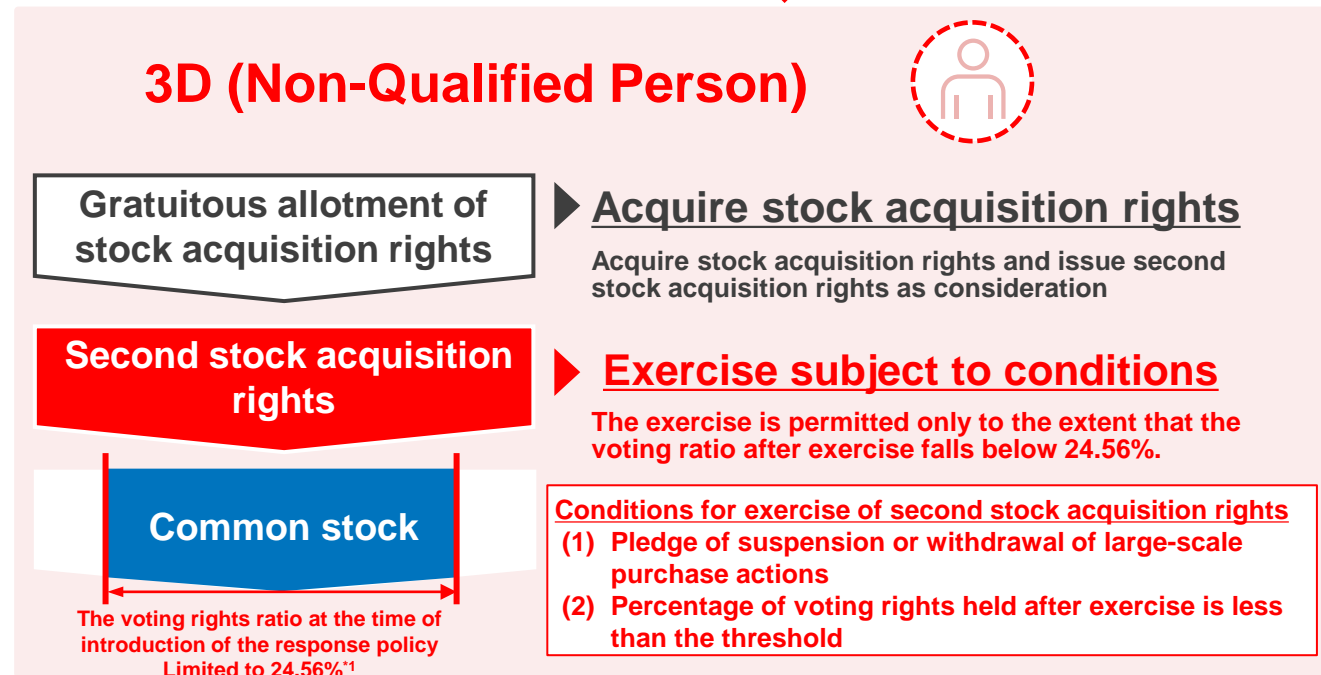 3D (Non-Qualified Person)
Gratuitous allotment of
stock acquisition rights
Acquire stock acquisition rights
Acquire stock acquisition rights and issue second
stock acquisition rights as consideration
Second stock acquisition
rights
Exercise subject to conditions
The exercise is permitted only to the extent that the
voting ratio after exercise falls below 24.56%.
Common stock
The voting rights ratio at the time of
introduction of the response policy
Limited to 24.56%*1
Conditions for exercise of second stock acquisition rights
(1) Pledge of suspension or withdrawal of large-scale
purchase actions
(2) Percentage of voting rights held after exercise is less
than the threshold